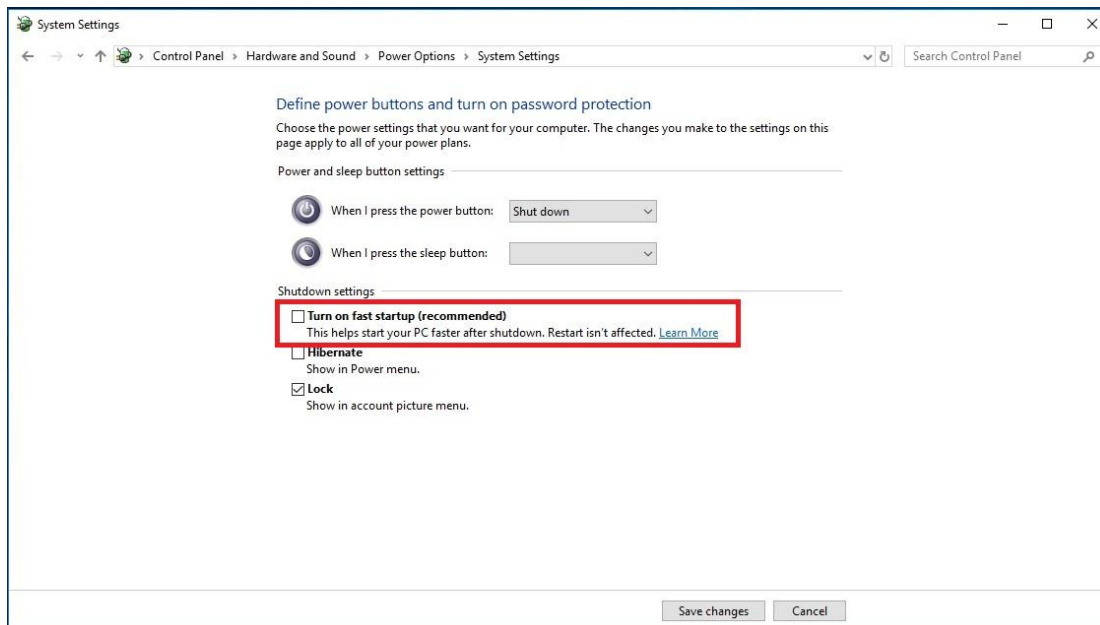 System Settings
Control Panel > Hardware and Sound > Power Options > System Settings
Search Control Panel
Define power buttons and turn on password protection
Choose the power settings that you want for your computer. The changes you make to the settings on this
page apply to all of your power plans.
Power and sleep button settings
When I press the power button: Shut down
When I press the sleep button:
Shutdown settings
Turn on fast startup (recommended)
This helps start your PC faster after shutdown. Restart isn't affected. Learn More
Hibernate
Show in Power menu.
Lock
Show in account picture menu.
Save changes Cancel